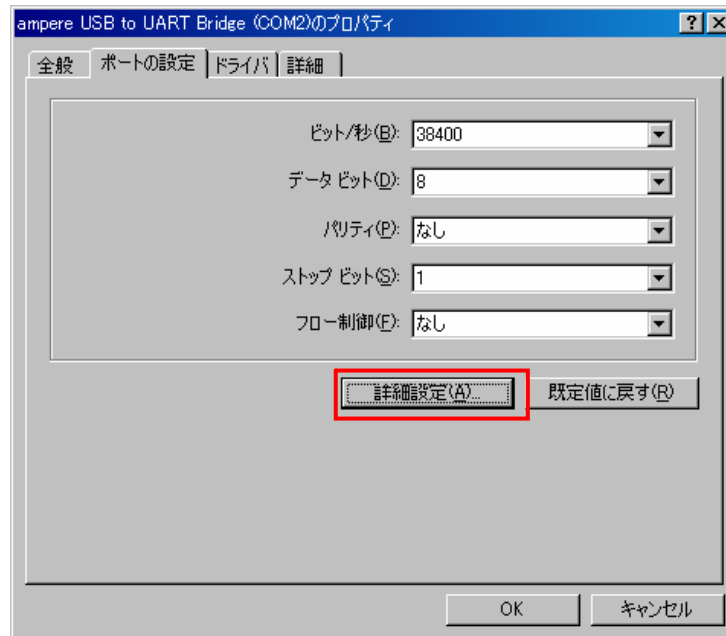 ampere USB to UART Bridge (COM2)のプロパティ
全般 ポートの設定 ドライバ 詳細
ビット/秒(B): 38400
データ ビット(D): 8
パリティ(P): なし
ストップ ビット(S): 1
フロー制御(F): なし
詳細設定(A)... 既定値に戻す(R)
OK キャンセル